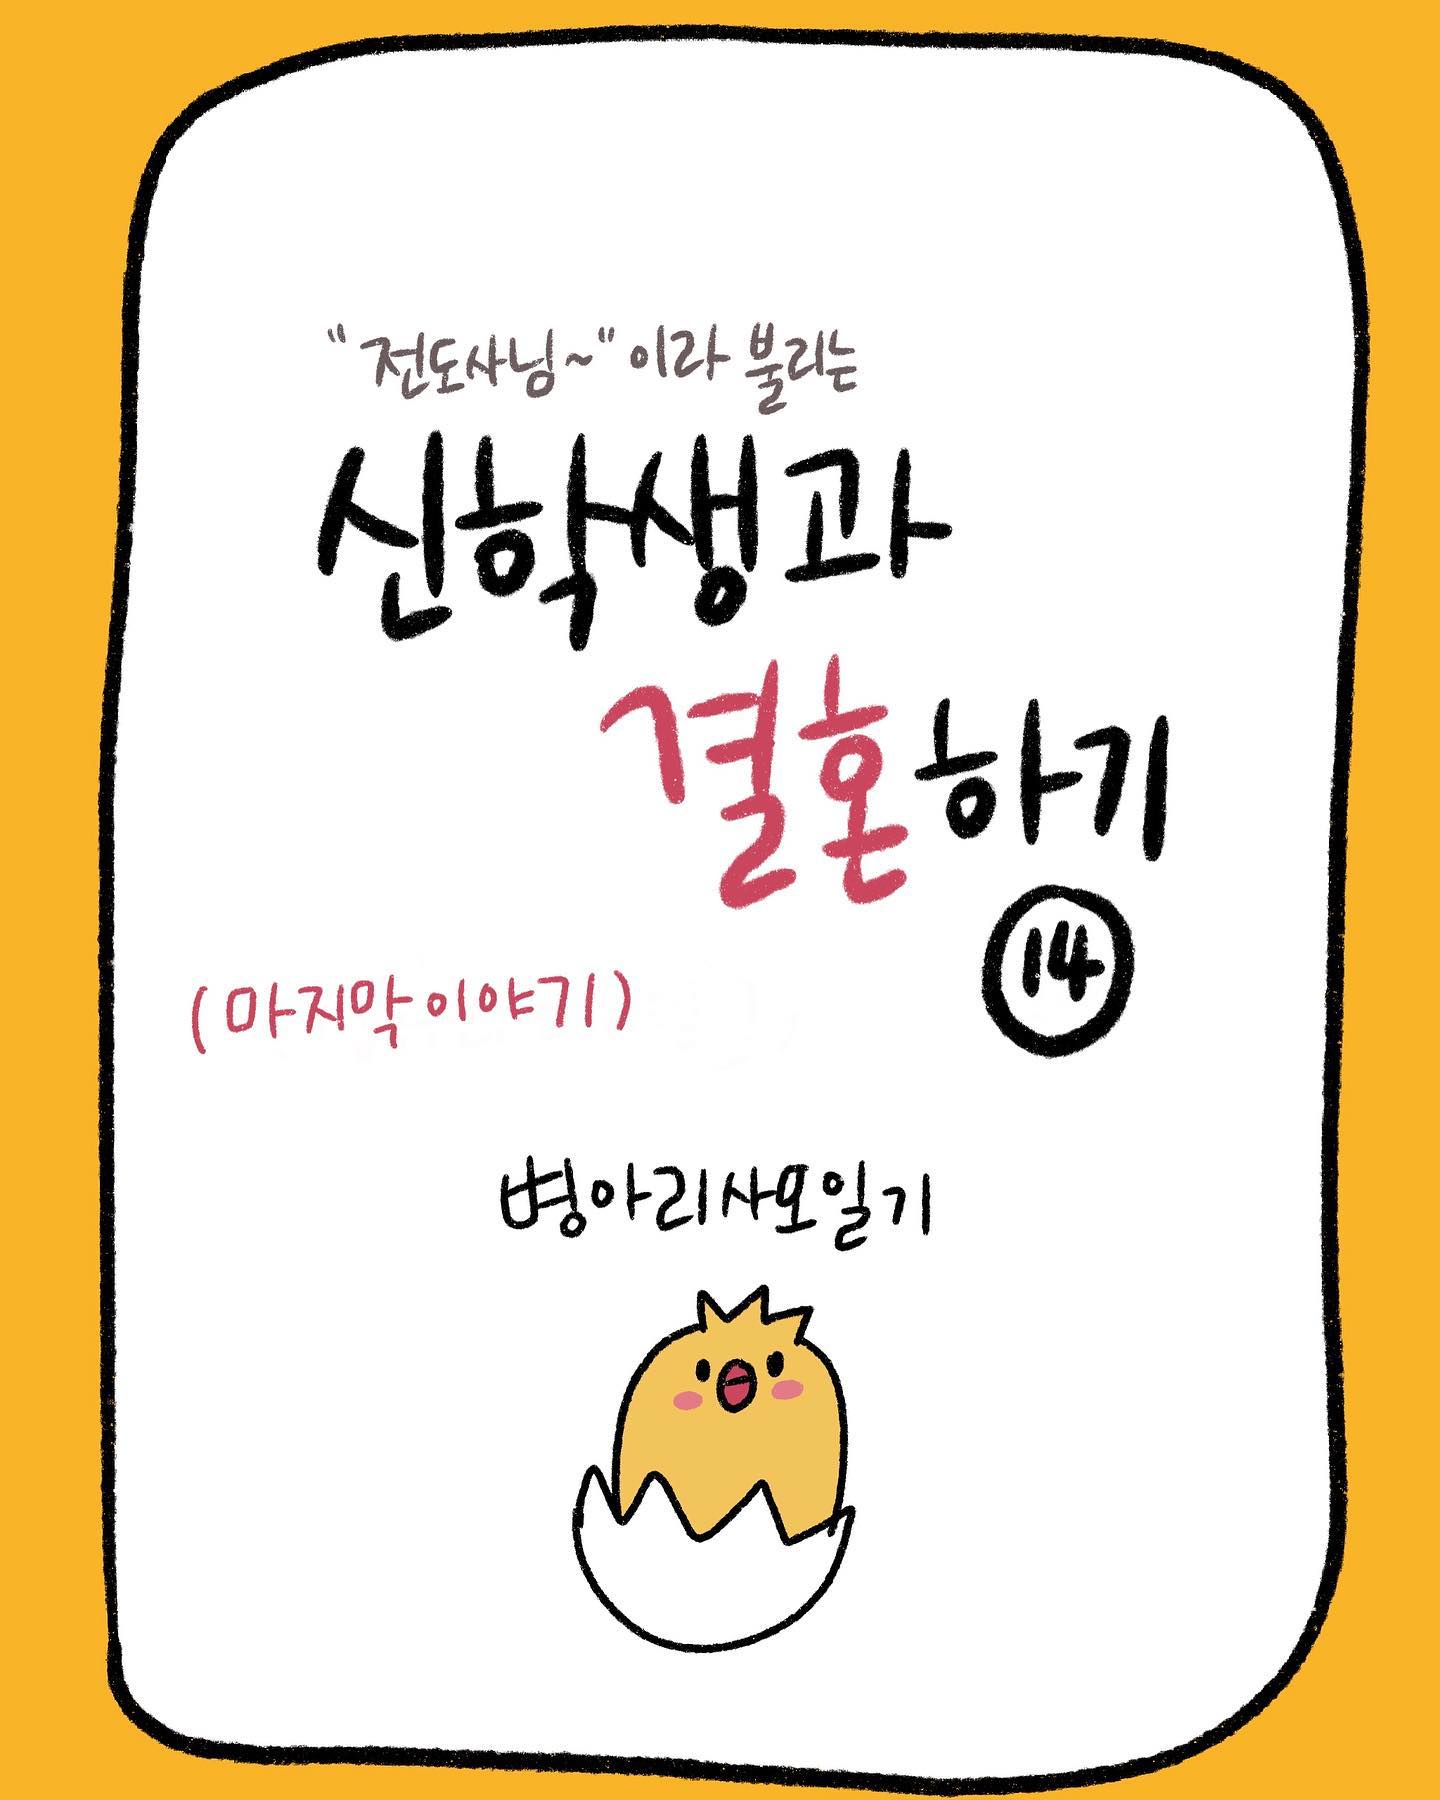 "전도사님~"이라 불리는
신학생과
결혼하기
14
(마지막 이야기)
병아리사모일기